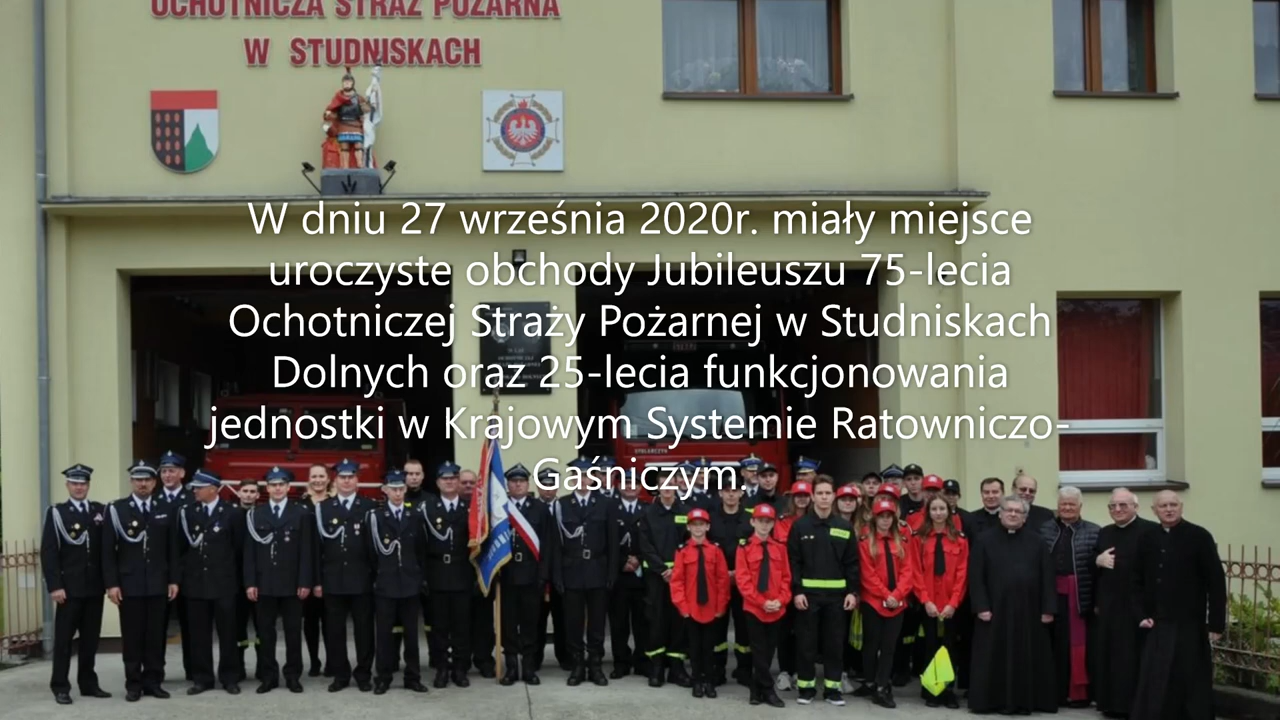 OCHOTNICZA STRAŻ POŻARNA
W STUDNISKACH
W dniu 27 września 2020r. miały miejsce
uroczyste obchody Jubileuszu 75-lecia
Ochotniczej Straży Pożarnej w Studniskach
Dolnych oraz 25-lecia funkcjonowania
jednostki w Krajowym Systemie Ratowniczo-
Gaśniczym.